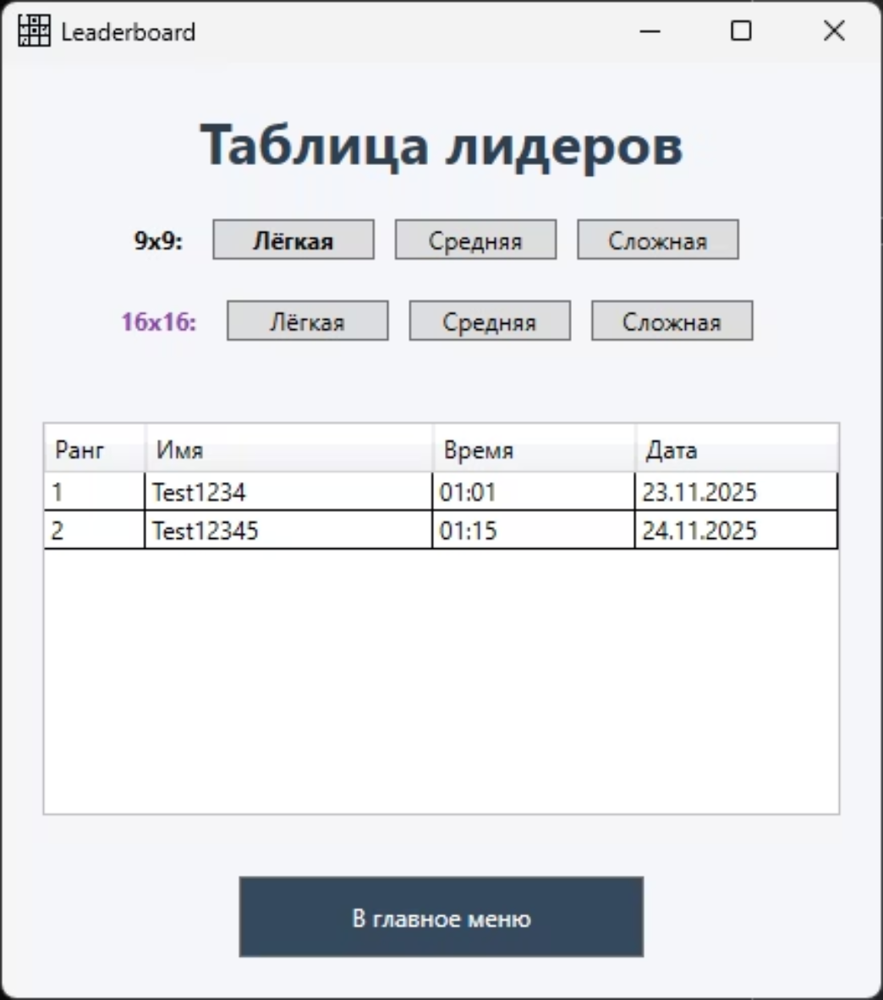 Leaderboard
Таблица лидеров
9x9: Лёгкая Средняя Сложная
16x16: Лёгкая Средняя Сложная
Ранг Имя Время Дата
1 Test1234 01:01 23.11.2025
2 Test12345 01:15 24.11.2025
В главное меню